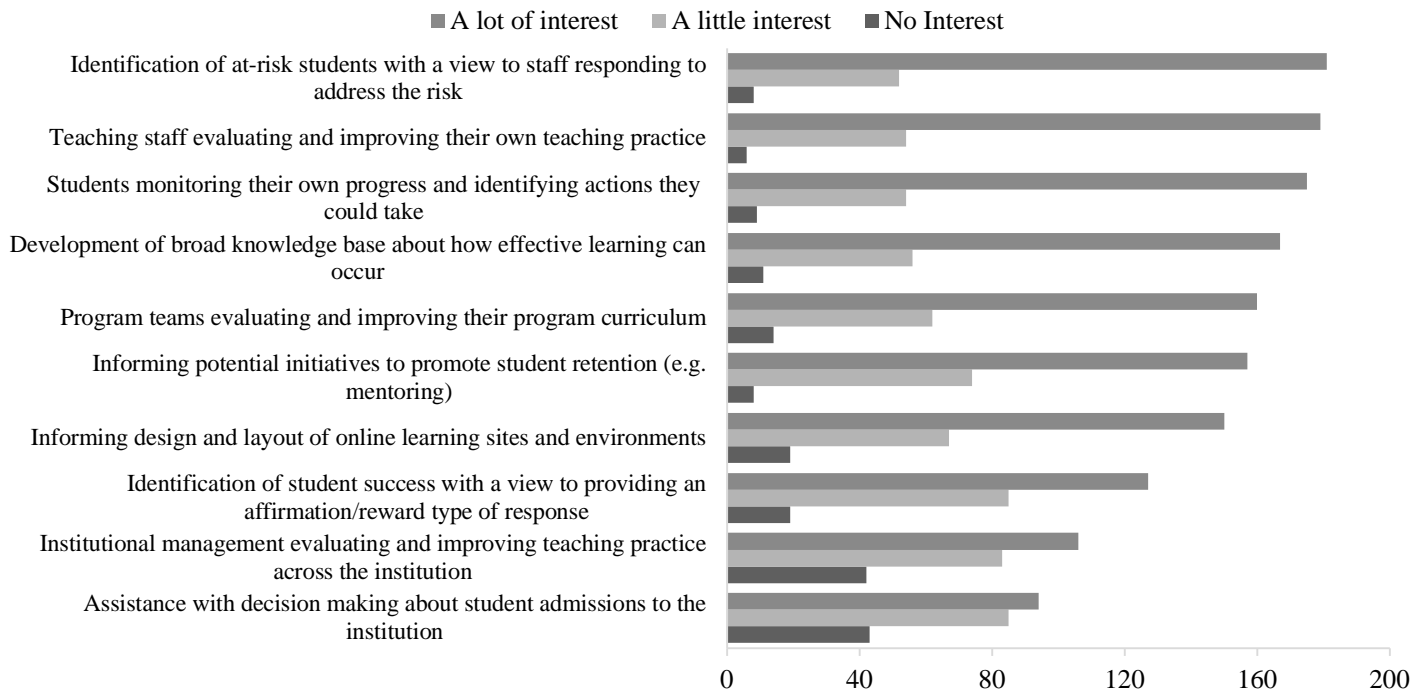 A lot of interest A little interest No Interest
Identification of at-risk students with a view to staff responding to
address the risk
Teaching staff evaluating and improving their own teaching practice
Students monitoring their own progress and identifying actions they
could take
Development of broad knowledge base about how effective learning can
occur
Program teams evaluating and improving their program curriculum
Informing potential initiatives to promote student retention (e.g.
mentoring)
Informing design and layout of online learning sites and environments
Identification of student success with a view to providing an
affirmation/reward type of response
Institutional management evaluating and improving teaching practice
across the institution
Assistance with decision making about student admissions to the
institution
0 40 80 120 160 200